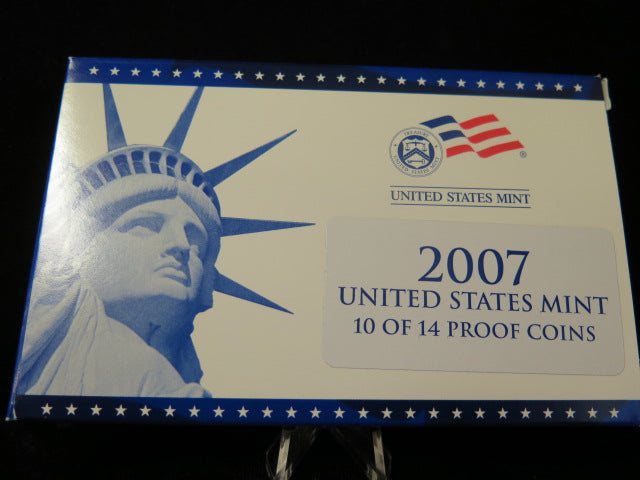 UNITED STATES MINT
2007
UNITED STATES MINT
10 OF 14 PROOF COINS